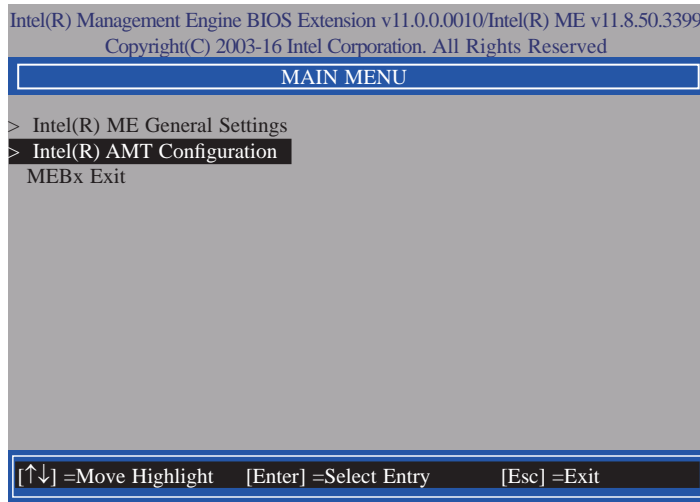 Intel(R) Management Engine BIOS Extension v11.0.0.0010/Intel(R) ME v11.8.50.3399
Copyright(C) 2003-16 Intel Corporation. All Rights Reserved
MAIN MENU
> Intel(R) ME General Settings
> Intel(R) AMT Configuration
MEBx Exit
[↑↓] =Move Highlight [Enter] =Select Entry [Esc] =Exit